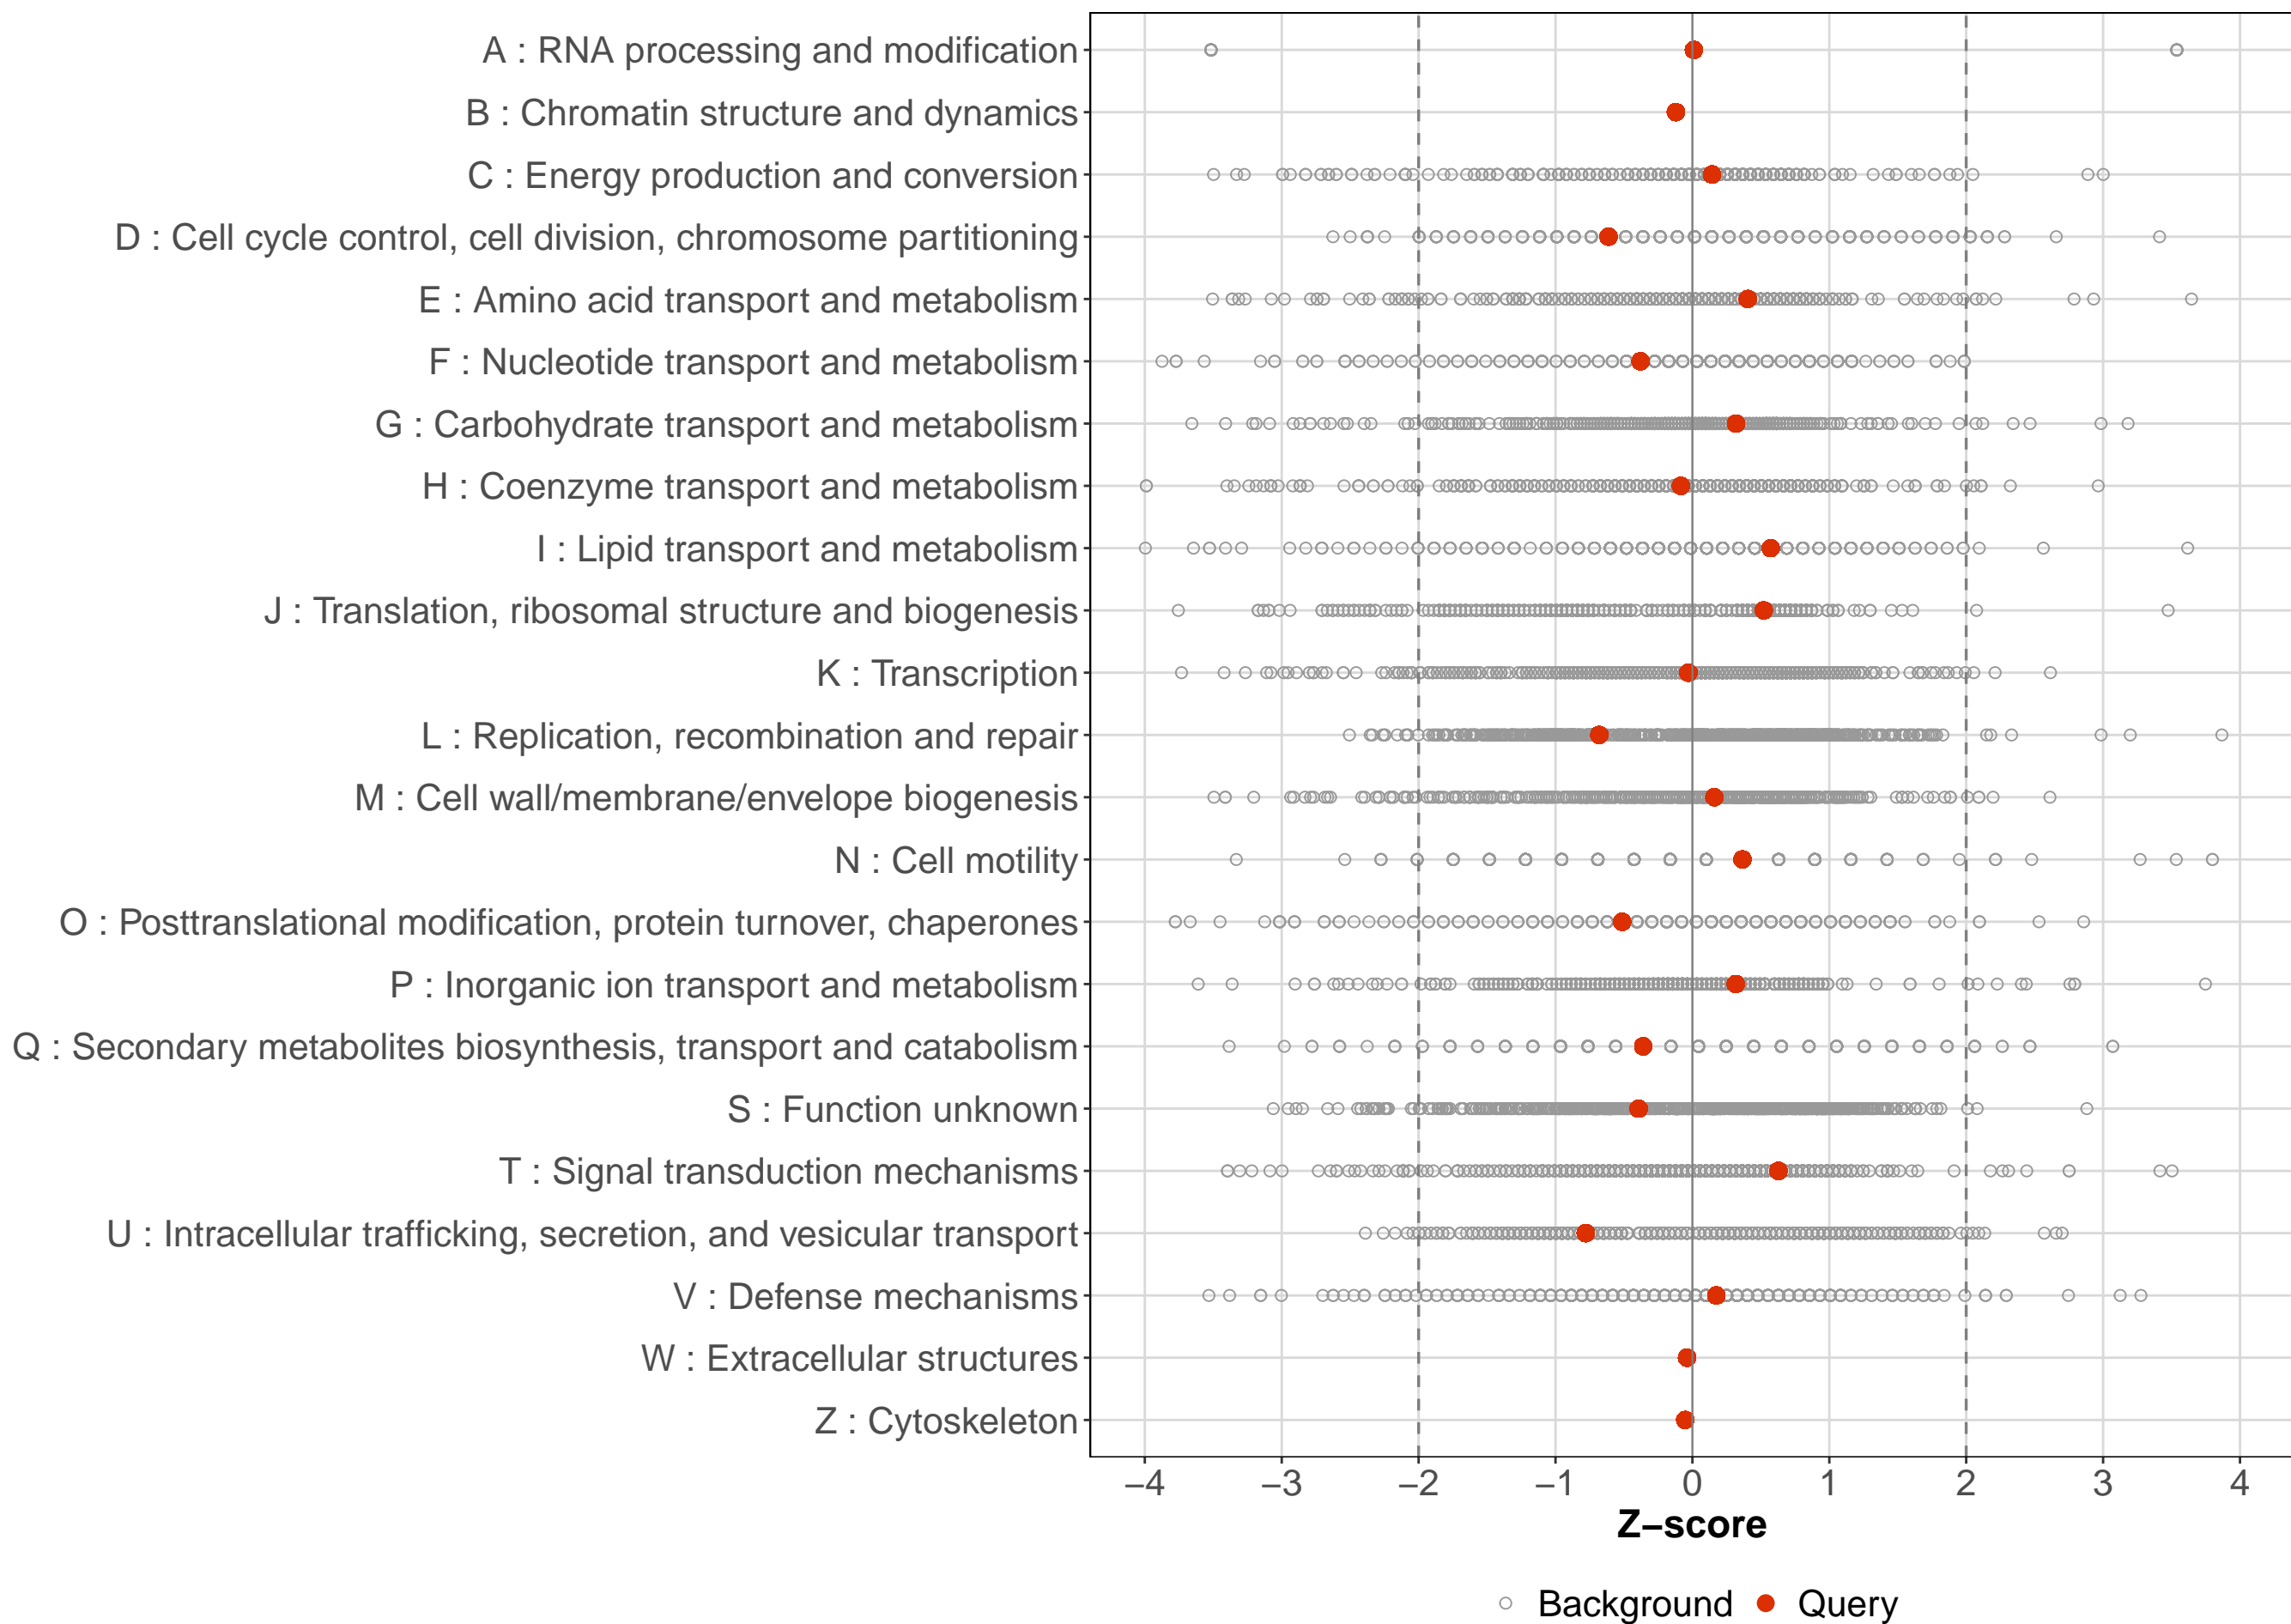 A : RNA processing and modification
B : Chromatin structure and dynamics
C : Energy production and conversion
D : Cell cycle control, cell division, chromosome partitioning
E : Amino acid transport and metabolism
F : Nucleotide transport and metabolism
G : Carbohydrate transport and metabolism
H : Coenzyme transport and metabolism
I : Lipid transport and metabolism
J : Translation, ribosomal structure and biogenesis
K : Transcription
L : Replication, recombination and repair
M : Cell wall/membrane/envelope biogenesis
N : Cell motility
O : Posttranslational modification, protein turnover, chaperones
P : Inorganic ion transport and metabolism
Q : Secondary metabolites biosynthesis, transport and catabolism
S : Function unknown
T : Signal transduction mechanisms
U : Intracellular trafficking, secretion, and vesicular transport
V : Defense mechanisms
W : Extracellular structures
Z : Cytoskeleton
−4 −3 −2 −1 0 1 2 3 4
Z−score
Background Query